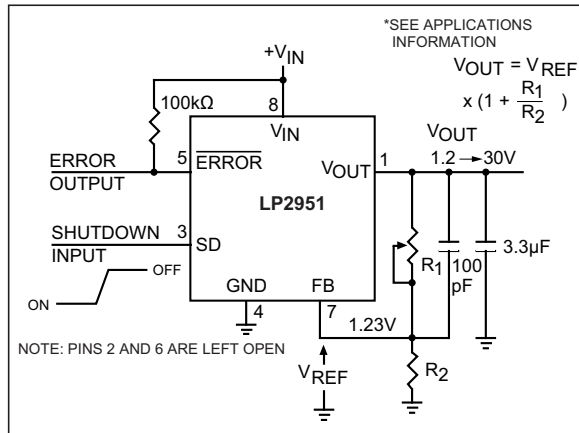 *SEE APPLICATIONS
INFORMATION
+VIN
VOUT = VREF
x (1 + R1/R2 )
100kΩ
8
VIN
VOUT
1.2 → 30V
ERROR
OUTPUT
5
ERROR
VOUT
1
LP2951
SHUTDOWN
INPUT
3
SD
R1
100
pF
3.3µF
OFF
ON
GND
FB
4
7
1.23V
NOTE: PINS 2 AND 6 ARE LEFT OPEN
VREF
R2